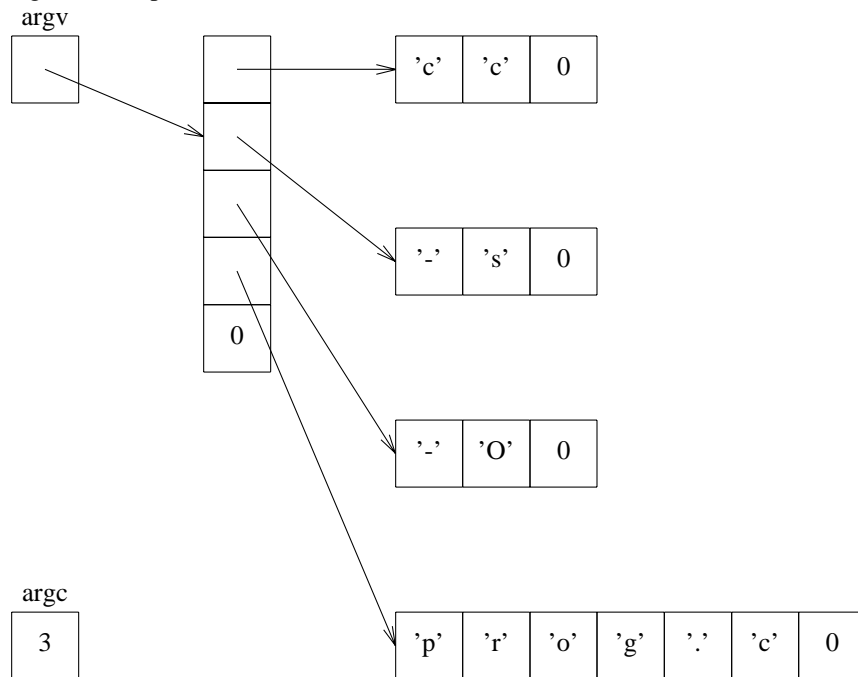 argv
’c’ ’c’ 0
’-’ ’s’ 0
0
’-’ ’O’ 0
argc
3 ’p’ ’r’ ’o’ ’g’ ’.’ ’c’ 0